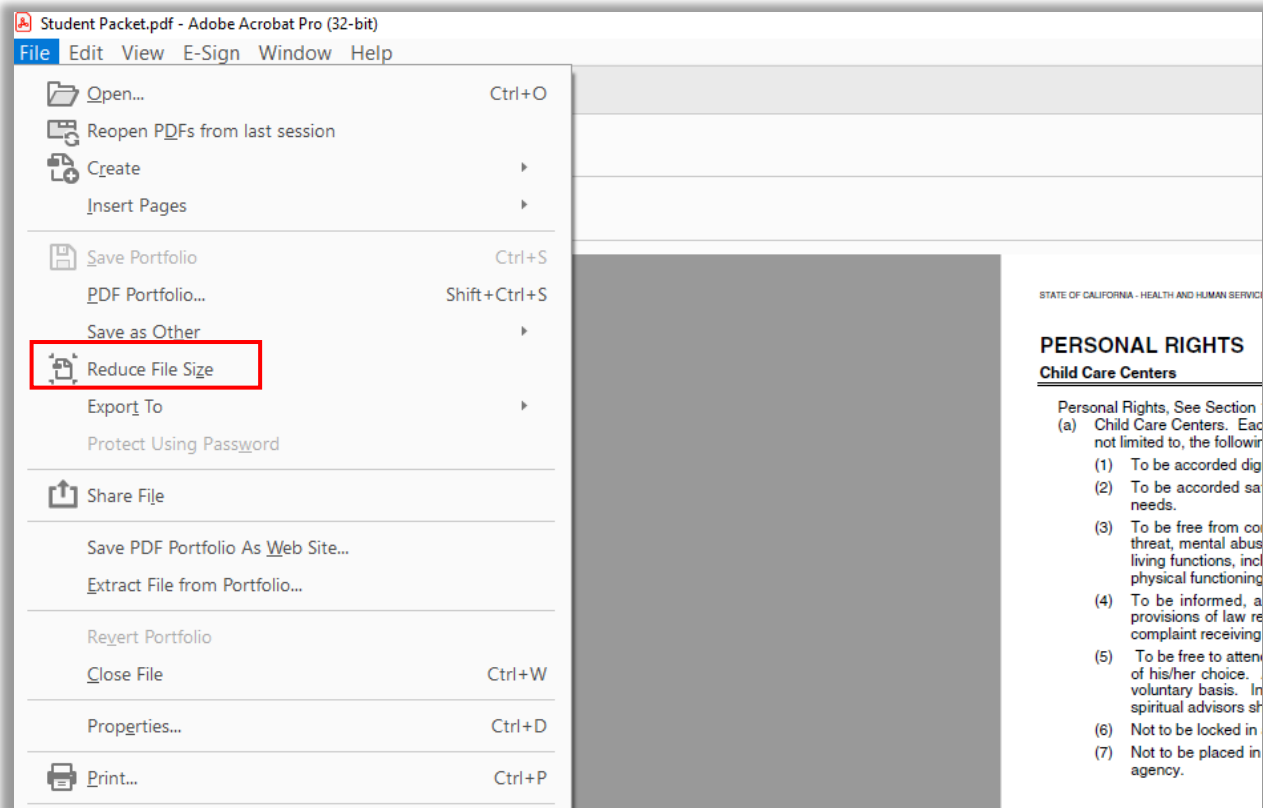 Student Packet.pdf - Adobe Acrobat Pro (32-bit)
File Edit View E-Sign Window Help
Open... Ctrl+O
Reopen PDFs from last session
Create
Insert Pages
Save Portfolio Ctrl+S
PDF Portfolio... Shift+Ctrl+S
Save as Other
Reduce File Size
Export To
Protect Using Password
Share File
Save PDF Portfolio As Web Site...
Extract File from Portfolio...
Revert Portfolio
Close File Ctrl+W
Properties... Ctrl+D
Print... Ctrl+P
STATE OF CALIFORNIA - HEALTH AND HUMAN SERVIC
PERSONAL RIGHTS
Child Care Centers
Personal Rights, See Section
(a) Child Care Centers. Eac
not limited to, the followin
(1) To be accorded dig
(2) To be accorded sa
needs.
(3) To be free from co
threat, mental abus
living functions, incl
physical functioning
(4) To be informed, a
provisions of law re
complaint receiving
(5) To be free to atten
of his/her choice.
voluntary basis. In
spiritual advisors sh
(6) Not to be locked in
(7) Not to be placed in
agency.